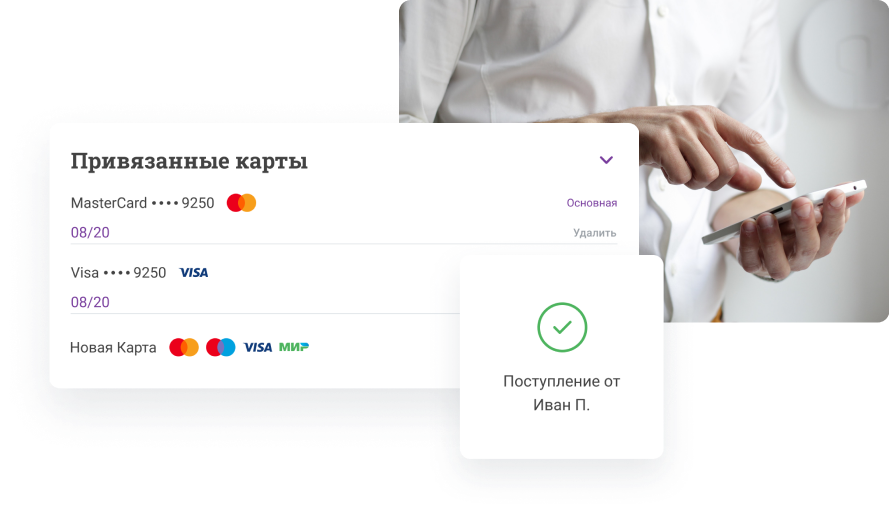 Привязанные карты
MasterCard •••• 9250
Основная
08/20
Удалить
Visa •••• 9250 VISA
08/20
Новая Карта VISA МИР
Поступление от
Иван П.